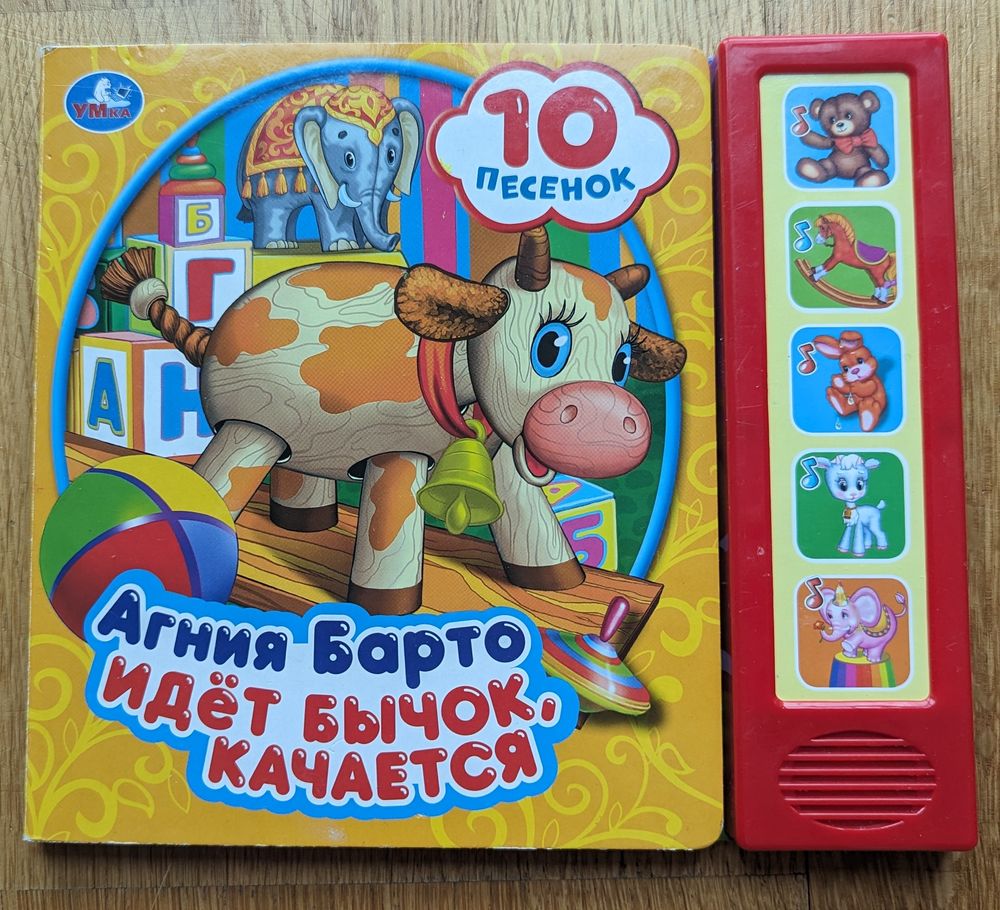 УМка
10
ПЕСЕНОК
Б
Г
А
Н
А
Б
Агния Барто
ИДЁТ БЫЧОК,
КАЧАЕТСЯ